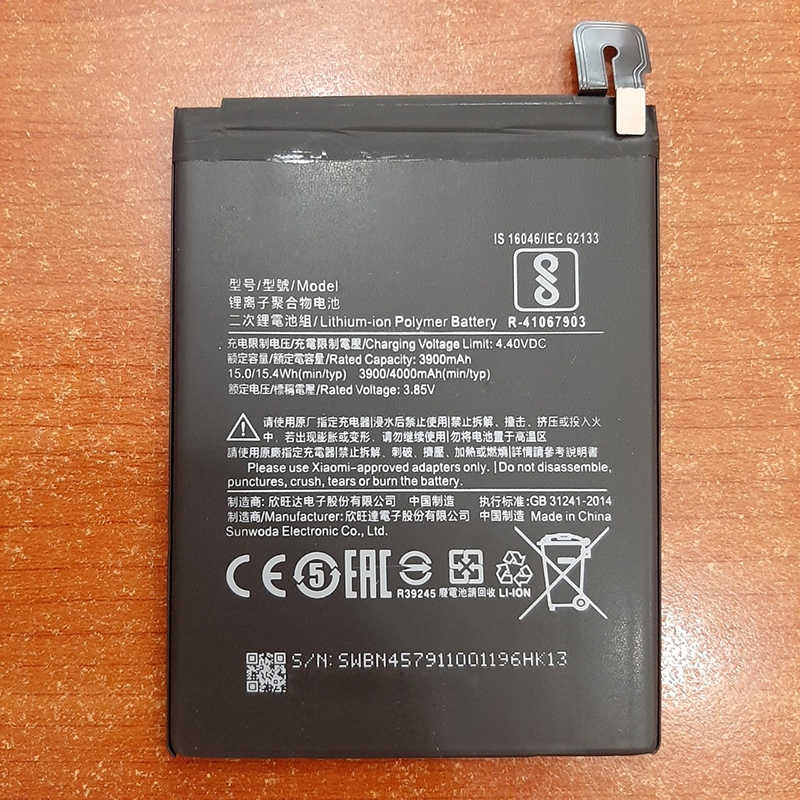 IS 16046/IEC 62133
R-41067903
型号/型號/Model
锂离子聚合物电池
二次鋰電池組/Lithium-ion Polymer Battery
充电限制电压/充電限制電壓/Charging Voltage Limit: 4.40VDC
额定容量/額定電容量/Rated Capacity: 3900mAh
15.0/15.4Wh(min/typ) 3900/4000mAh(min/typ)
额定电压/標稱電壓/Rated Voltage: 3.85V
请使用原厂指定充电器|浸水后禁止使用|禁止拆解、撞击、挤压或投入火
中，若出现膨胀或变形，请勿继续使用|勿将电池置于高温区
請使用原廠指定充電器|禁止拆解、刺破、擠壓、加熱或燃燒|詳情請參考說明書
Please use Xiaomi-approved adapters only. | Do not disassemble,
punctures, crush, tears or burn the battery.
制造商: 欣旺达电子股份有限公司 中国制造 执行标准:GB 31241-2014
製造商/Manufacturer: 欣旺達電子股份有限公司 中國製造 Made in China
Sunwoda Electronic Co., Ltd.
CE 5 EAC
R39245 廢電池請回收 LI-ION
S/N: SWBN457911001196HK13